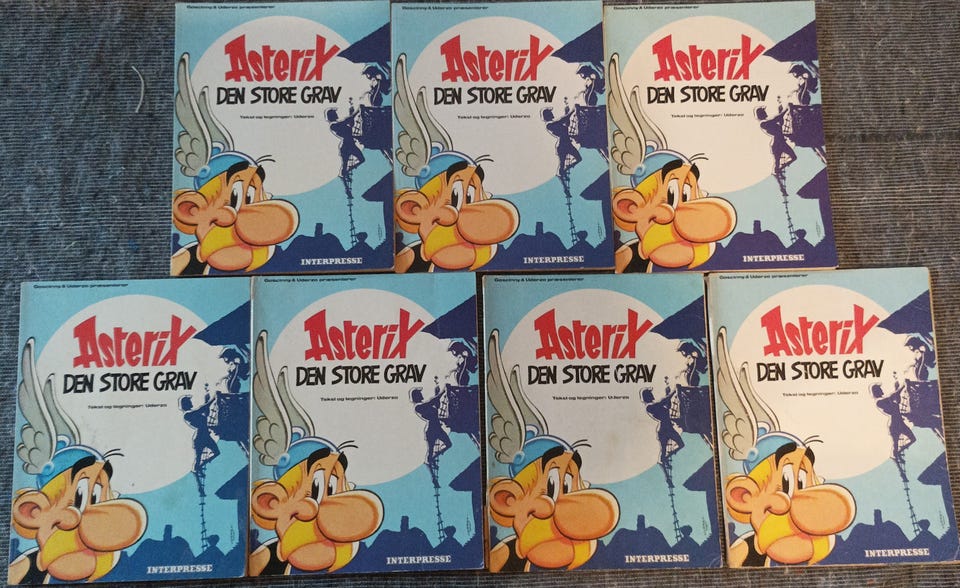 Goscinny & Uderzo præsenterer
Asterix
DEN STORE GRAV
Tekst og tegninger: Uderzo
INTERPRESSE
Goscinny & Uderzo præsenterer
Asterix
DEN STORE GRAV
Tekst og tegninger: Uderzo
INTERPRESSE
Goscinny & Uderzo præsenterer
Asterix
DEN STORE GRAV
Tekst og tegninger: Uderzo
INTERPRESSE
Goscinny & Uderzo præsenterer
Asterix
DEN STORE GRAV
Tekst og tegninger: Uderzo
INTERPRESSE
Goscinny & Uderzo præsenterer
Asterix
DEN STORE GRAV
Tekst og tegninger: Uderzo
INTERPRESSE
Goscinny & Uderzo præsenterer
Asterix
DEN STORE GRAV
Tekst og tegninger: Uderzo
INTERPRESSE
Goscinny & Uderzo præsenterer
Asterix
DEN STORE GRAV
Tekst og tegninger: Uderzo
INTERPRESSE